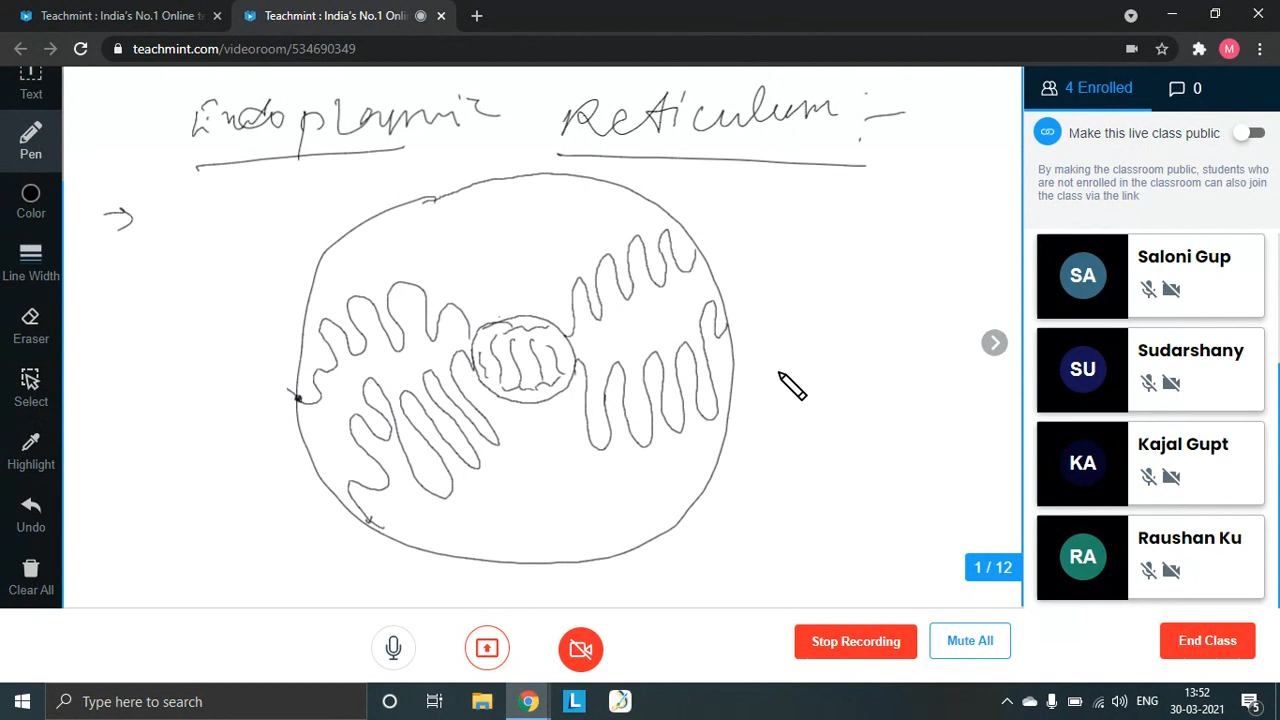 Teachmint : India's No.1 Online te
Teachmint : India's No.1 Onli
teachmint.com/videoroom/534690349
M
Text
Pen
Color
Line Width
Eraser
Select
Highlight
Undo
Clear All
Endoplasmic Reticulum :-
1 / 12
4 Enrolled
0
Make this live class public
By making the classroom public, students who
are not enrolled in the classroom can also join
the class via the link
SA
Saloni Gup
SU
Sudarshany
KA
Kajal Gupt
RA
Raushan Ku
Stop Recording
Mute All
End Class
Type here to search
L
ENG
13:52
30-03-2021
5